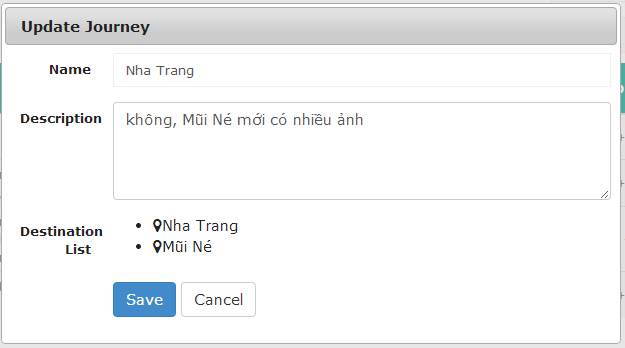 Update Journey
Name
Nha Trang
Description
không, Mũi Né mới có nhiều ảnh
Destination
List
Nha Trang
Mũi Né
Save
Cancel